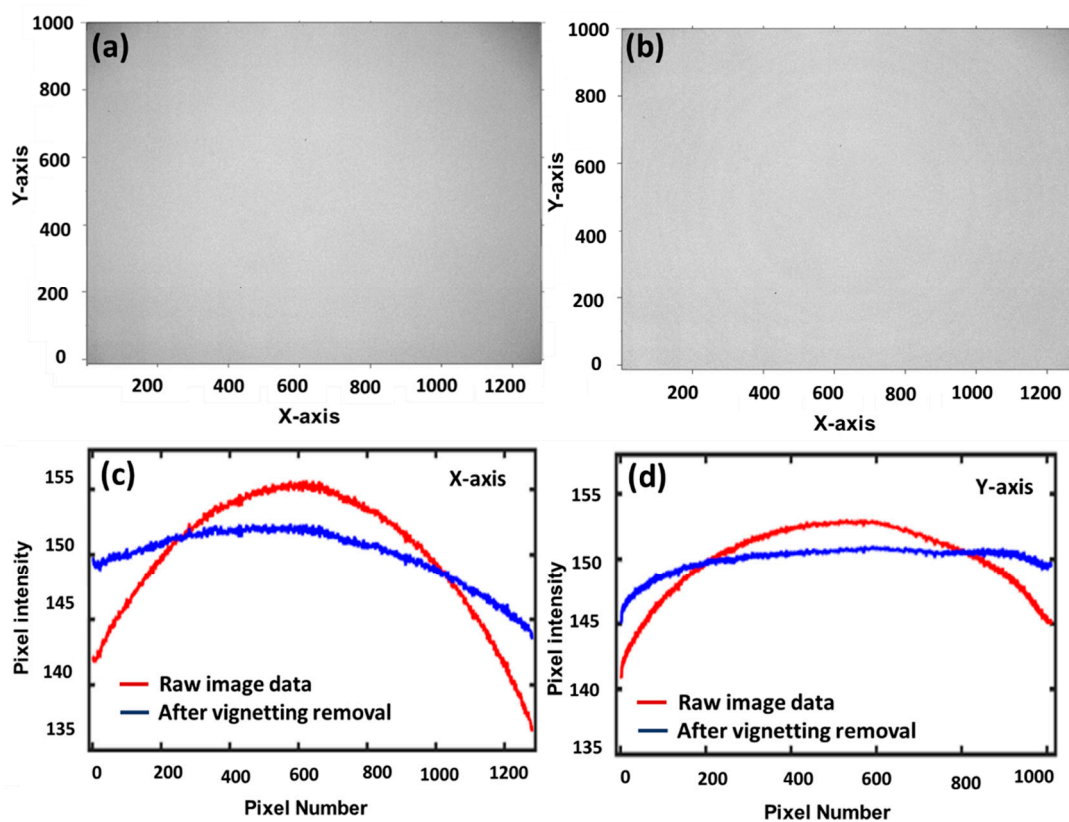 (a)
1000
800
600
400
200
0
Y-axis
200 400 600 800 1000 1200
X-axis
(b)
1000
800
600
400
200
0
Y-axis
200 400 600 800 1000 1200
X-axis
(c)
X-axis
155
150
145
140
135
Pixel intensity
Raw image data
After vignetting removal
0 200 400 600 800 1000 1200
Pixel Number
(d)
Y-axis
155
150
145
140
135
Pixel intensity
Raw image data
After vignetting removal
0 200 400 600 800 1000
Pixel Number